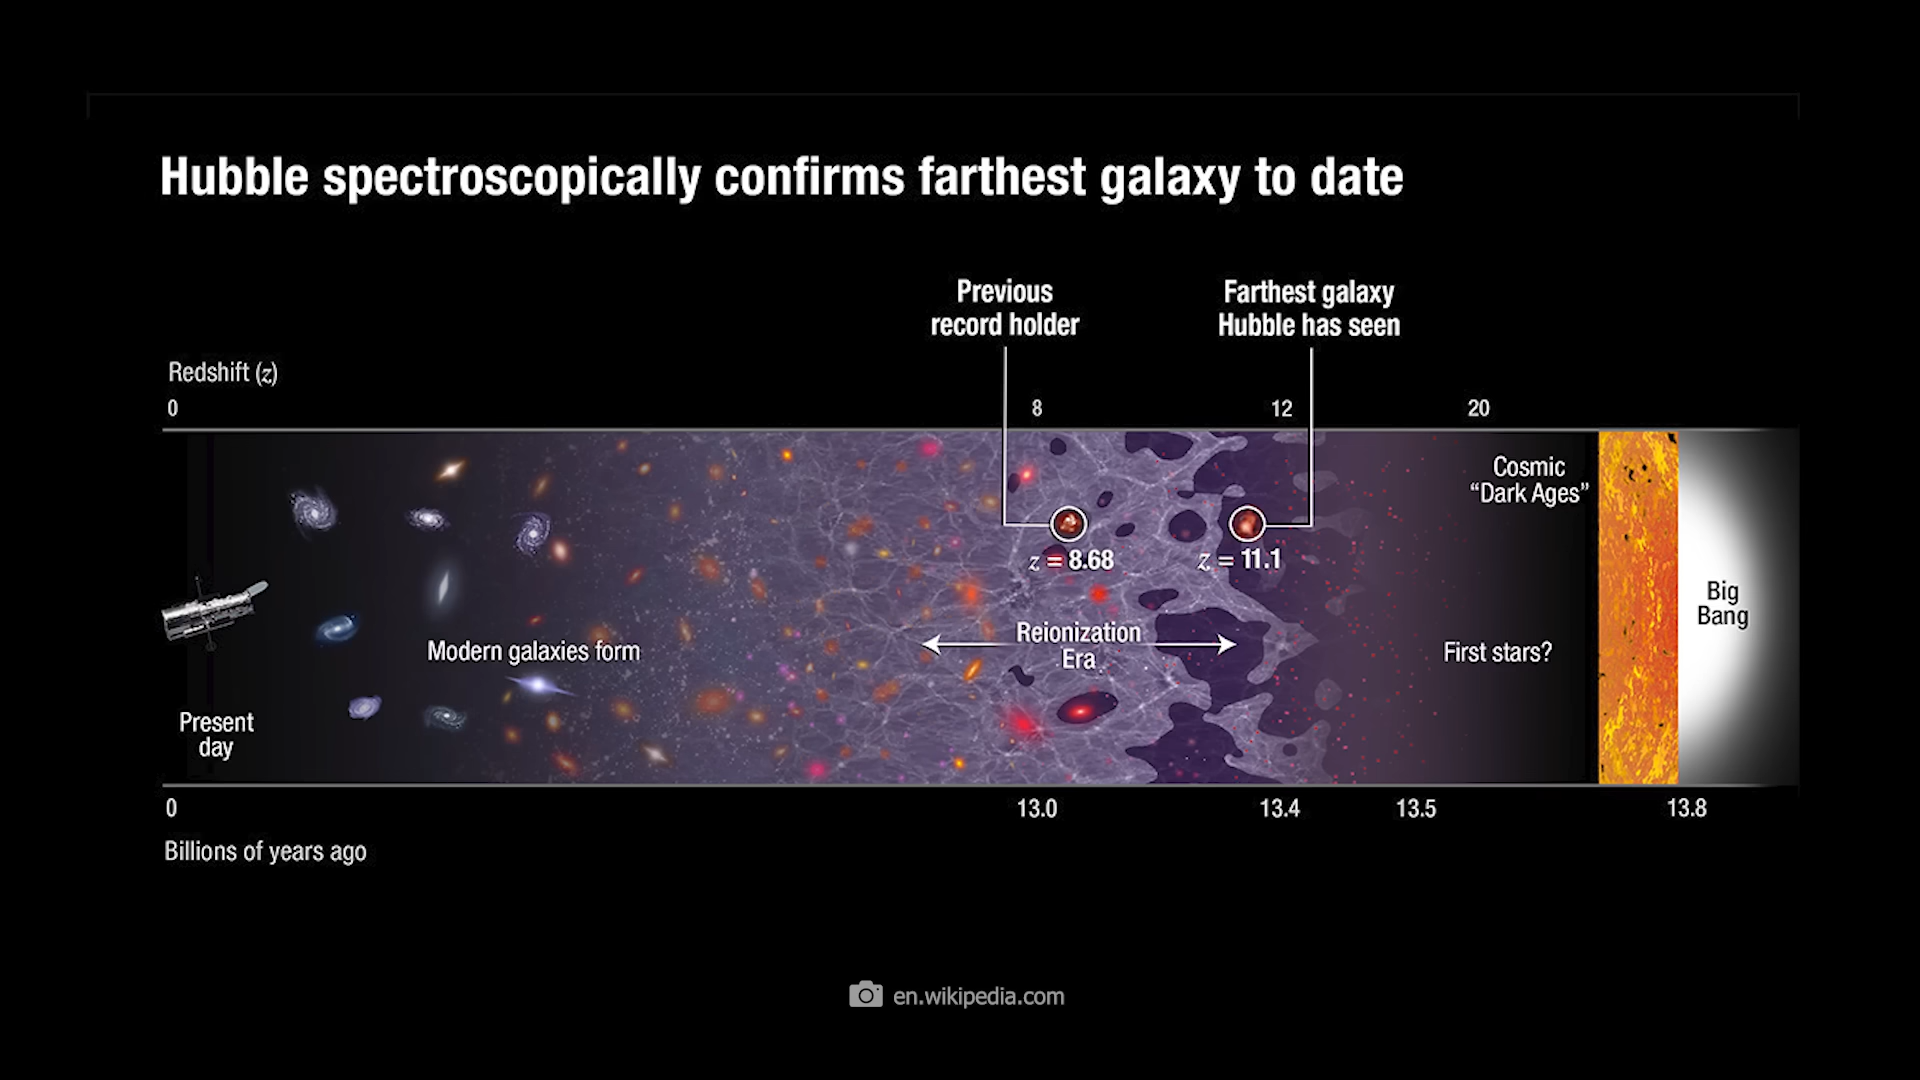 Hubble spectroscopically confirms farthest galaxy to date
Previous
record holder
Farthest galaxy
Hubble has seen
Redshift (z)
0
8
12
20
Cosmic
“Dark Ages”
z = 8.68
z = 11.1
Big
Bang
Reionization
Era
Modern galaxies form
First stars?
Present
day
0
13.0
13.4
13.5
13.8
Billions of years ago
en.wikipedia.com